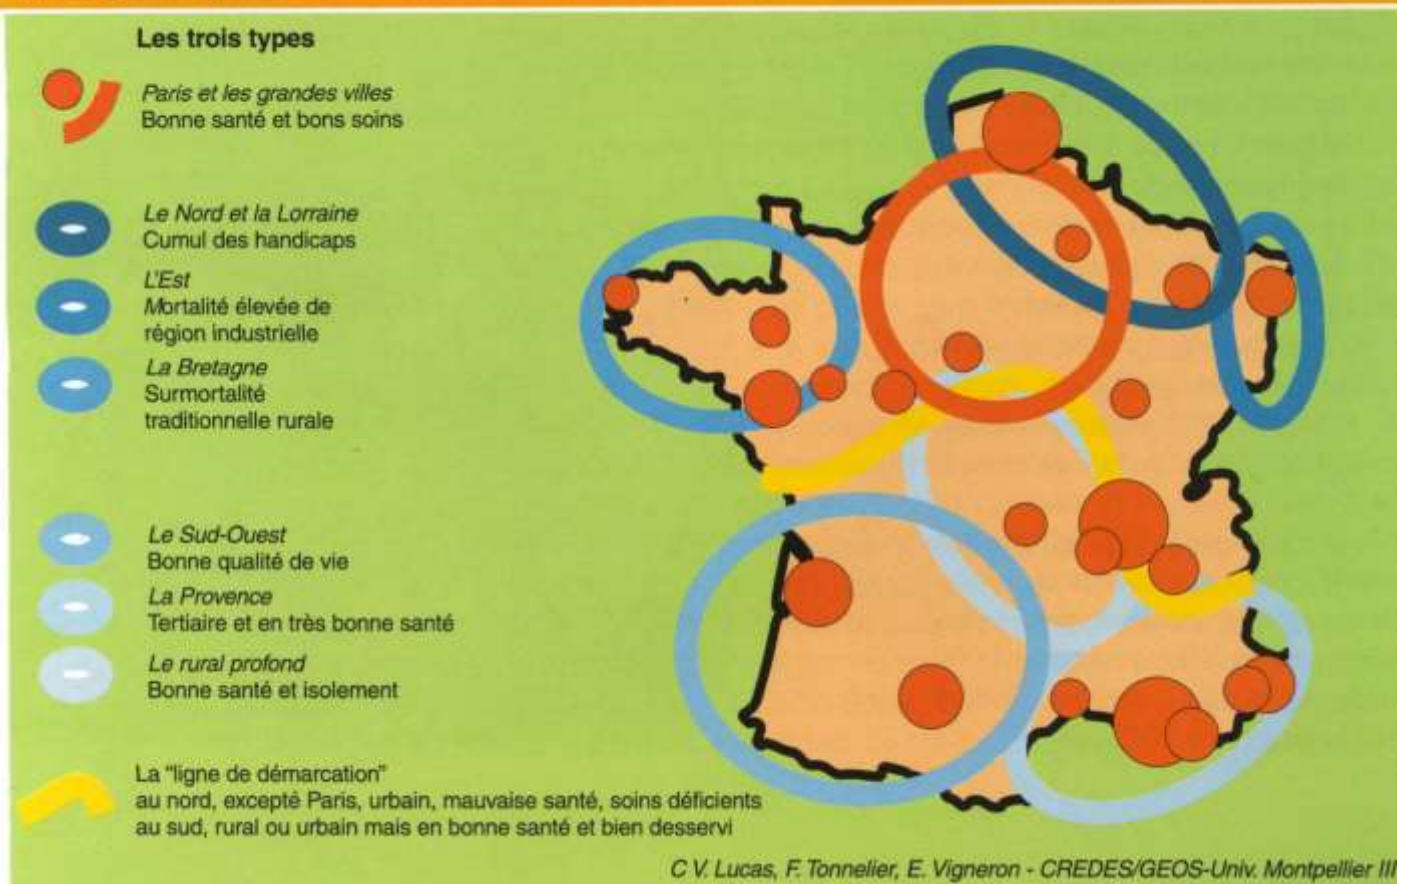 Les trois types
Paris et les grandes villes
Bonne santé et bons soins
Le Nord et la Lorraine
Cumul des handicaps
L'Est
Mortalité élevée de
région industrielle
La Bretagne
Surmortalité
traditionnelle rurale
Le Sud-Ouest
Bonne qualité de vie
La Provence
Tertiaire et en très bonne santé
Le rural profond
Bonne santé et isolement
La "ligne de démarcation"
au nord, excepté Paris, urbain, mauvaise santé, soins déficients
au sud, rural ou urbain mais en bonne santé et bien desservi
C V. Lucas, F. Tonnelier, E. Vigneron - CREDES/GEOS-Univ. Montpellier III